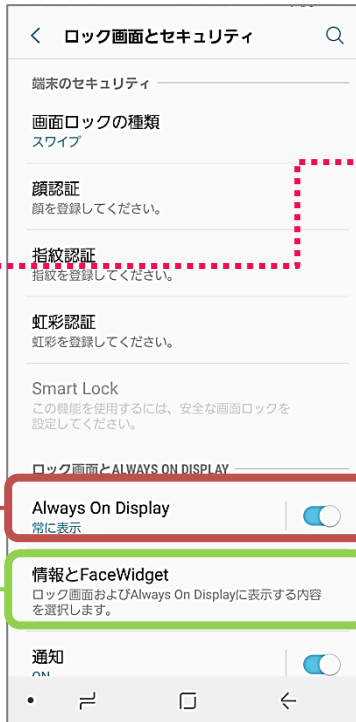 ロック画面とセキュリティ
端末のセキュリティ
画面ロックの種類
スワイプ
顔認証
顔を登録してください。
指紋認証
指紋を登録してください。
虹彩認証
虹彩を登録してください。
Smart Lock
この機能を使用するには、安全な画面ロックを
設定してください。
ロック画面とALWAYS ON DISPLAY
Always On Display
常に表示
情報とFaceWidget
ロック画面およびAlways On Displayに表示する内容
を選択します。
通知
ON